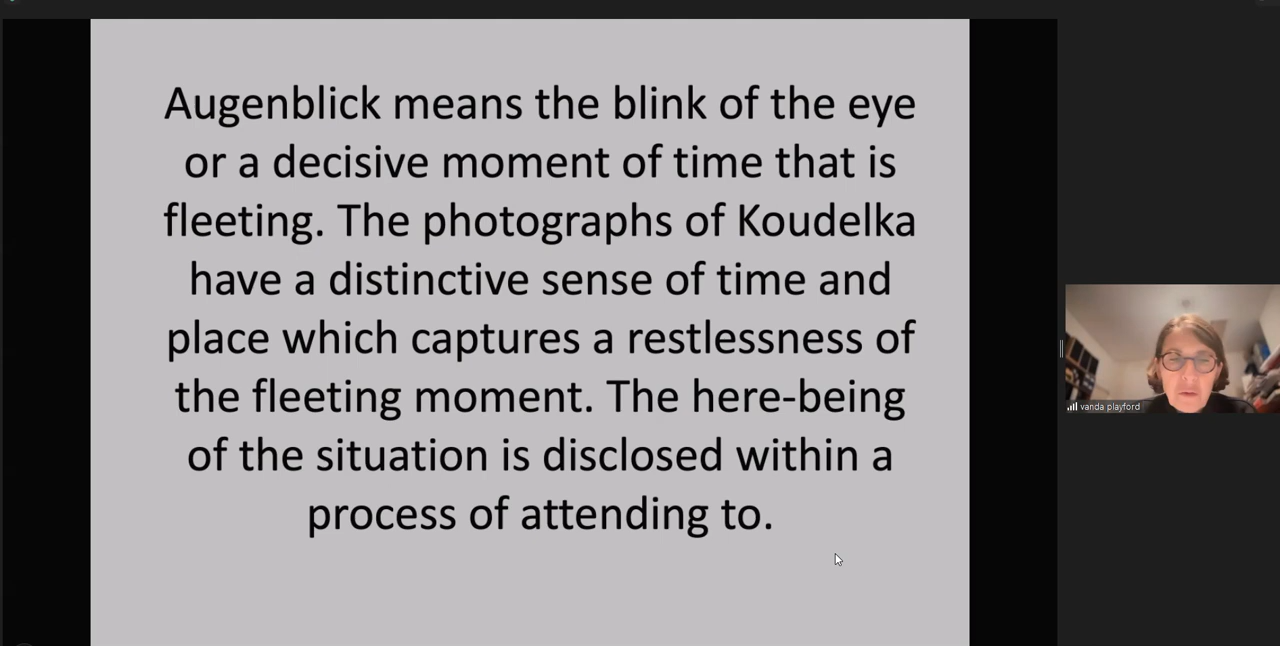 Augenblick means the blink of the eye
or a decisive moment of time that is
fleeting. The photographs of Koudelka
have a distinctive sense of time and
place which captures a restlessness of
the fleeting moment. The here-being
of the situation is disclosed within a
process of attending to.
vanda playford